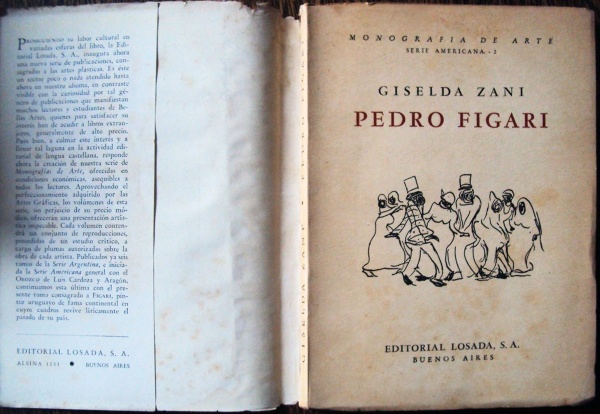 PROSIGUIENDO su labor cultural en
variadas esferas del libro, la Edi-
torial Losada, S. A., inaugura ahora
una nueva serie de publicaciones, con-
sagradas a las artes plásticas. Es este
un sector poco o nada atendido hasta
ahora en nuestro idioma, en contraste
visible con la curiosidad por tal gé-
nero de publicaciones que manifiestan
muchos lectores y estudiantes de Be-
llas Artes, quienes para satisfacer su
interés han de acudir a libros extran-
jeros, generalmente de alto precio.
Pues bien, a colmar este interés y a
llenar tal laguna en la actividad edi-
torial de lengua castellana, responde
ahora la creación de nuestra serie de
Monografías de Arte, ofrecidas en
condiciones económicas, asequibles a
todos los lectores. Aprovechando el
perfeccionamiento adquirido por las
Artes Gráficas, los volúmenes de esta
serie, sin perjuicio de su precio mó-
dico, ofrecerán una presentación artís-
tica impecable. Cada volumen conten-
drá un conjunto de reproducciones,
precedidas de un estudio crítico, a
cargo de plumas autorizadas sobre la
obra de cada artista. Publicados ya seis
tomos de la Serie Argentina, e inicia-
da la Serie Americana general con el
Orozco de Luis Cardoza y Aragón,
continuamos esta última con el pre-
sente tomo consagrado a FIGARI, pin-
tor uruguayo de fama continental en
cuyos cuadros revive líricamente el
pasado de su país.
EDITORIAL LOSADA, S. A.
ALSINA 1131 • BUENOS AIRES
MONOGRAFIA DE ARTE
SERIE AMERICANA - 2
GISELDA ZANI
PEDRO FIGARI
EDITORIAL LOSADA, S.A.
BUENOS AIRES